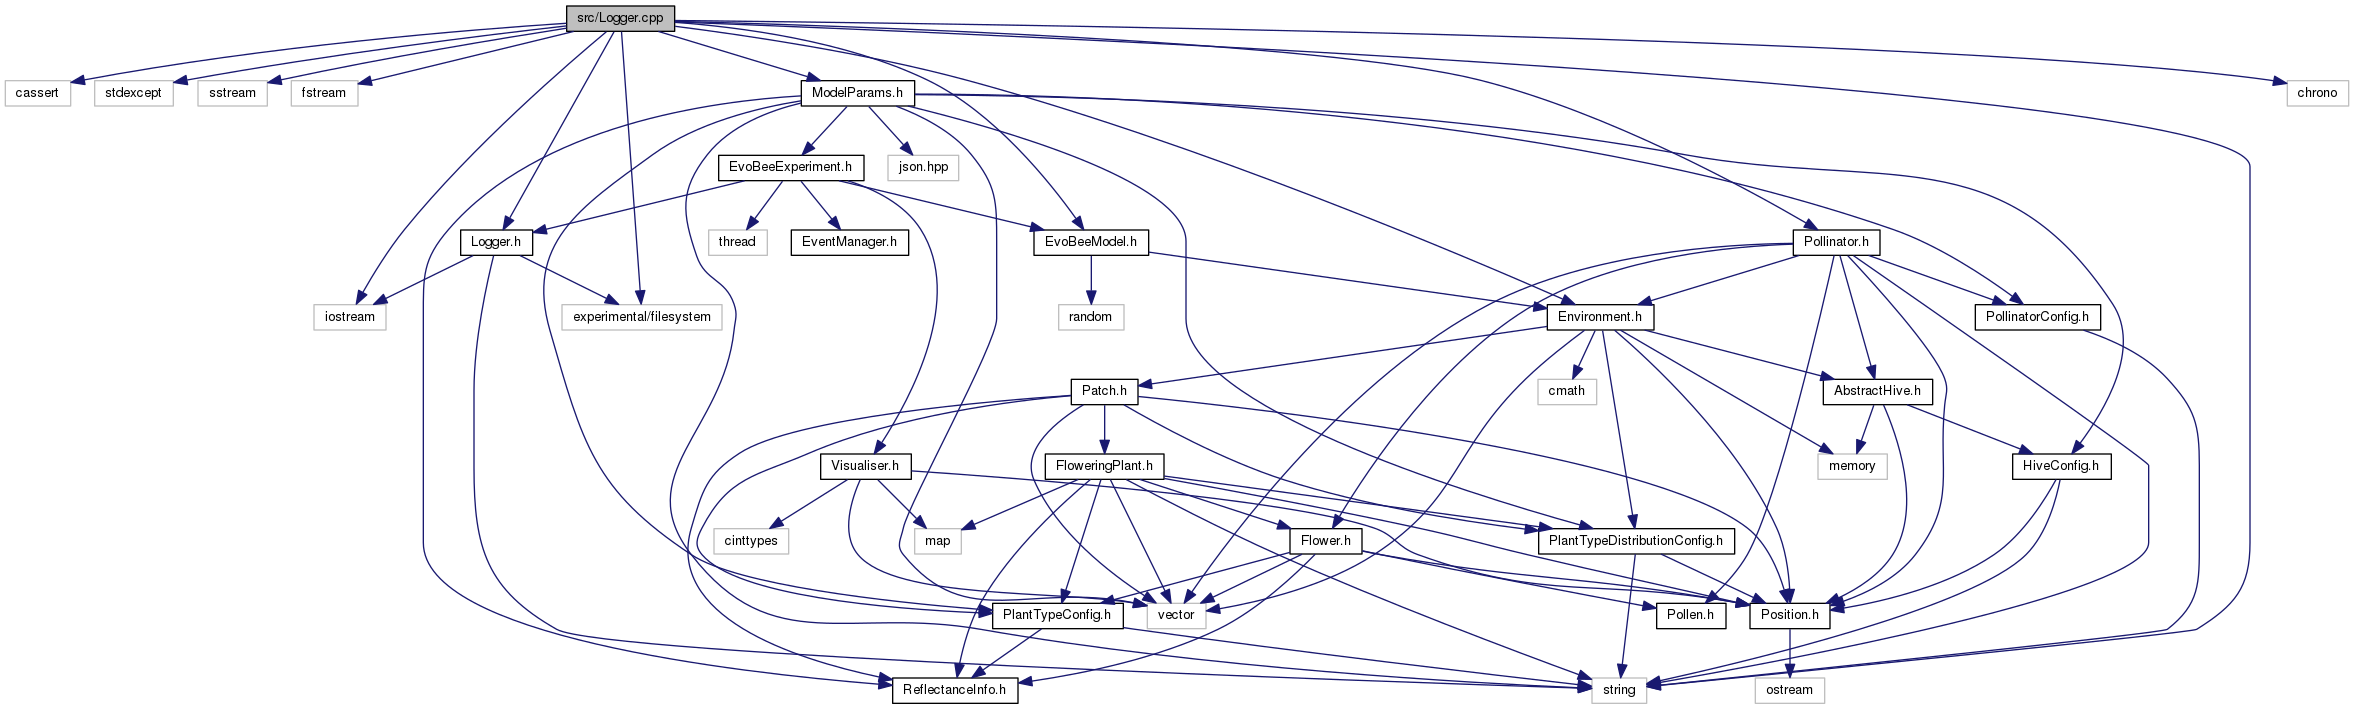 src/Logger.cpp
cassert
stdexcept
sstream
fstream
ModelParams.h
chrono
EvoBeeExperiment.h
json.hpp
Logger.h
thread
EventManager.h
EvoBeeModel.h
Pollinator.h
iostream
experimental/filesystem
random
Environment.h
PollinatorConfig.h
Patch.h
cmath
AbstractHive.h
Visualiser.h
FloweringPlant.h
memory
HiveConfig.h
cinttypes
map
Flower.h
PlantTypeDistributionConfig.h
PlantTypeConfig.h
vector
Pollen.h
Position.h
ReflectanceInfo.h
string
ostream